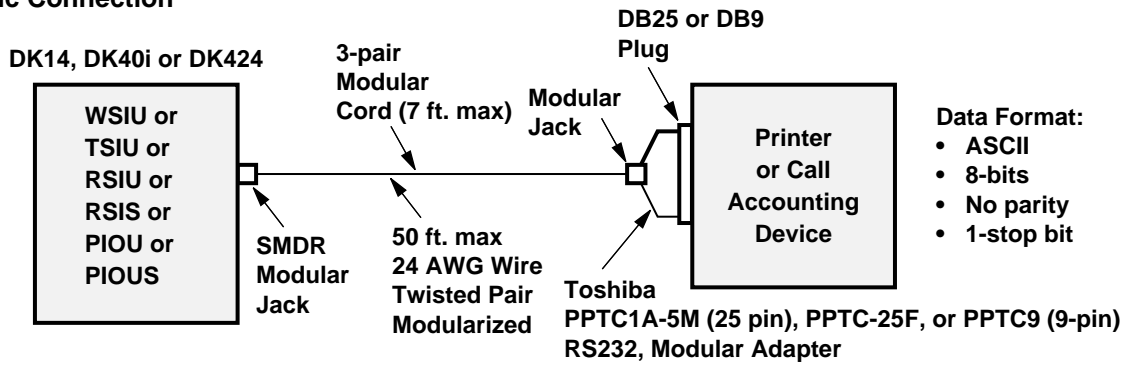 Connection
DK14, DK40i or DK424
WSIU or
TSIU or
RSIU or
RSIS or
PIOU or
PIOUS
SMDR
Modular
Jack
3-pair
Modular
Cord (7 ft. max)
50 ft. max
24 AWG Wire
Twisted Pair
Modularized
Modular
Jack
DB25 or DB9
Plug
Toshiba
PPTC1A-5M (25 pin), PPTC-25F, or PPTC9 (9-pin)
RS232, Modular Adapter
Printer
or Call
Accounting
Device
Data Format:
• ASCII
• 8-bits
• No parity
• 1-stop bit